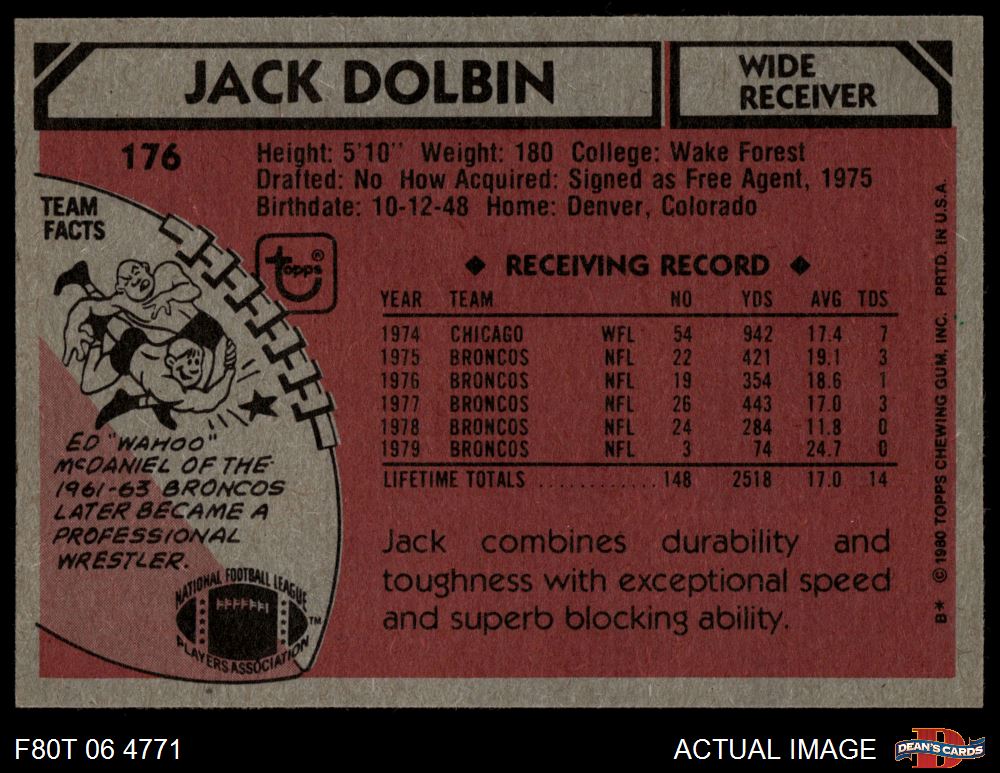 JACK DOLBIN
WIDE
RECEIVER
176
Height: 5'10" Weight: 180 College: Wake Forest
Drafted: No How Acquired: Signed as Free Agent, 1975
Birthdate: 10-12-48 Home: Denver, Colorado
TEAM
FACTS
topps®
ED "WAHOO"
McDANIEL OF THE
1961-63 BRONCOS
LATER BECAME A
PROFESSIONAL
WRESTLER.
NATIONAL FOOTBALL LEAGUE
PLAYERS ASSOCIATION
TM
◆ RECEIVING RECORD ◆
YEAR TEAM NO YDS AVG TDS
1974 CHICAGO WFL 54 942 17.4 7
1975 BRONCOS NFL 22 421 19.1 3
1976 BRONCOS NFL 19 354 18.6 1
1977 BRONCOS NFL 26 443 17.0 3
1978 BRONCOS NFL 24 284 11.8 0
1979 BRONCOS NFL 3 74 24.7 0
LIFETIME TOTALS ............ 148 2518 17.0 14
Jack combines durability and
toughness with exceptional speed
and superb blocking ability.
B* © 1980 TOPPS CHEWING GUM, INC. PRTD. IN U.S.A.
F80T 06 4771
ACTUAL IMAGE
D
DEAN'S CARDS